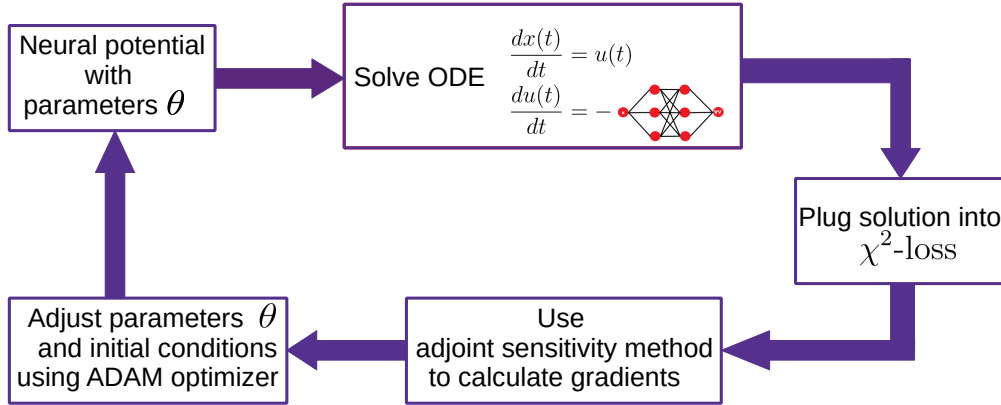 Neural potential
with
parameters θ
Solve ODE
dx(t)/dt = u(t)
du(t)/dt = −
Plug solution into
χ²-loss
Use
adjoint sensitivity method
to calculate gradients
Adjust parameters θ
and initial conditions
using ADAM optimizer